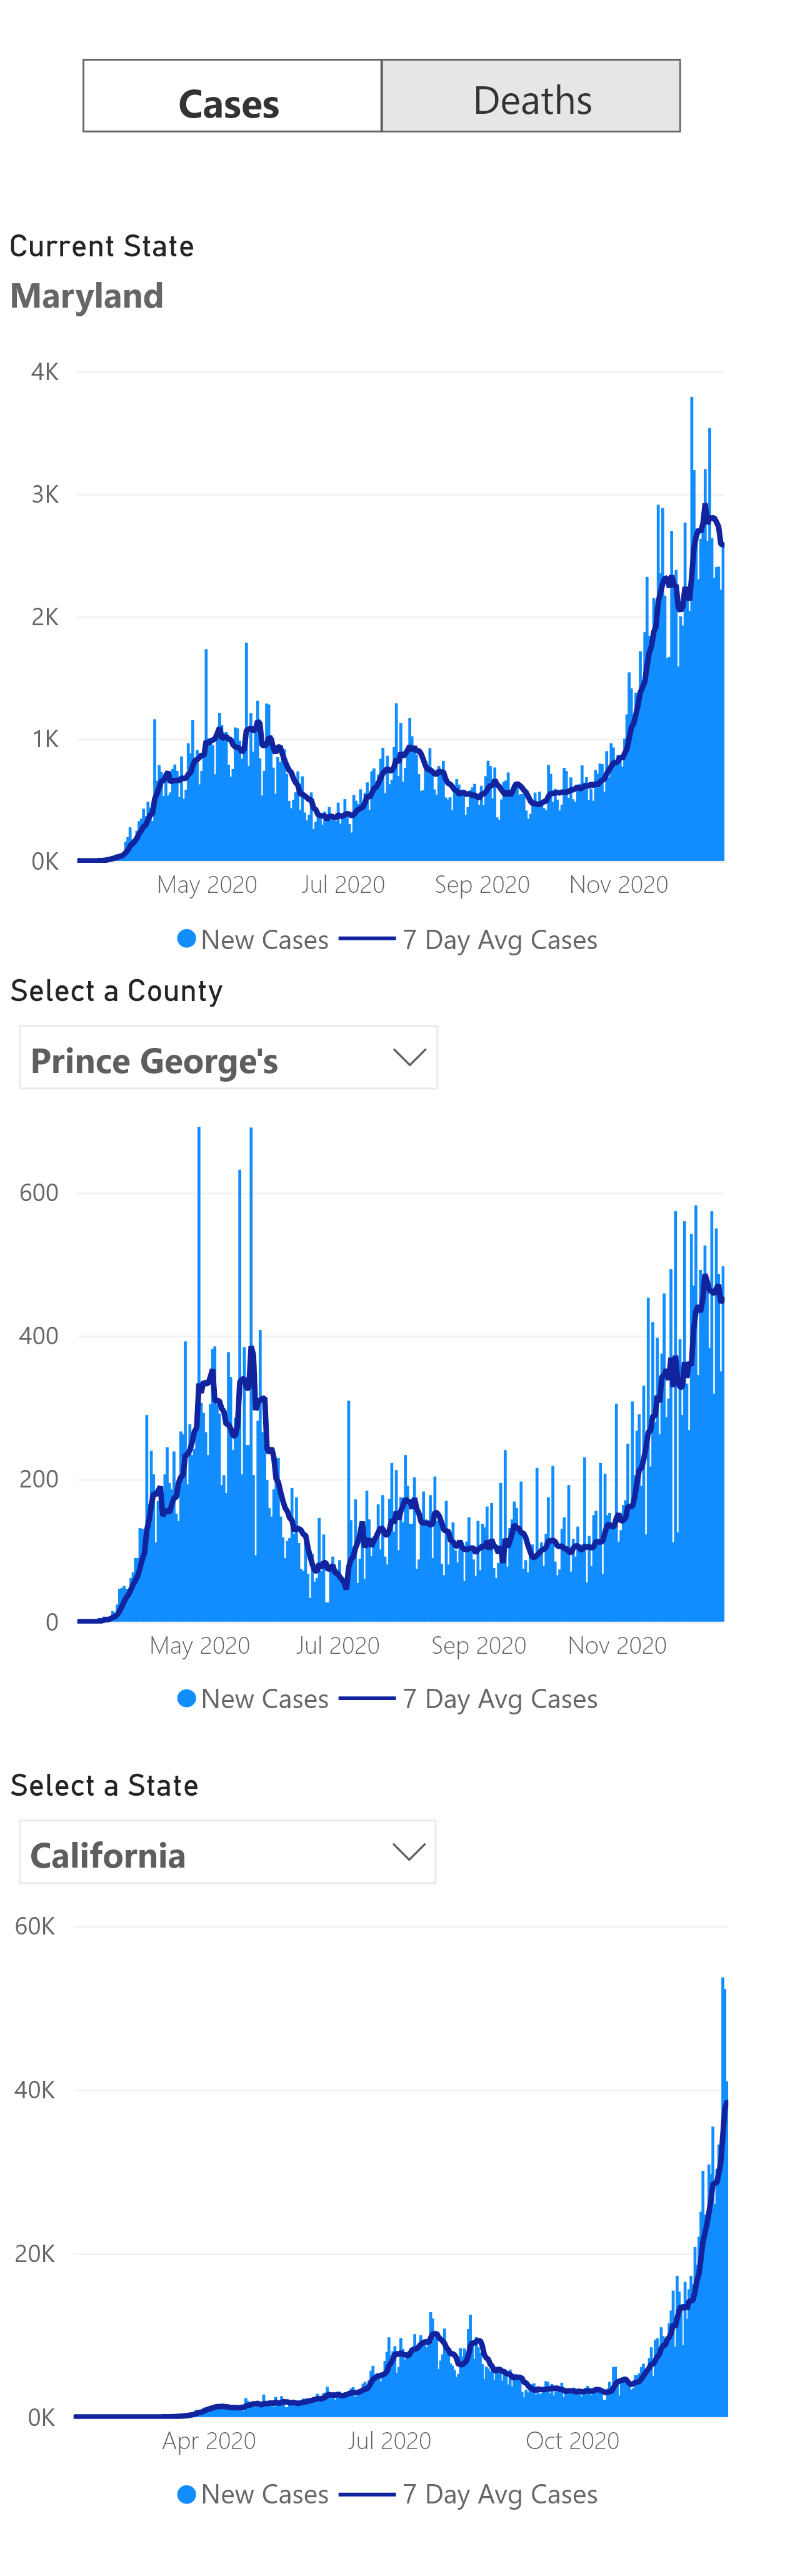 Cases Deaths
Current State
Maryland
4K
3K
2K
1K
0K
May 2020 Jul 2020 Sep 2020 Nov 2020
New Cases 7 Day Avg Cases
Select a County
Prince George's
600
400
200
0
May 2020 Jul 2020 Sep 2020 Nov 2020
New Cases 7 Day Avg Cases
Select a State
California
60K
40K
20K
0K
Apr 2020 Jul 2020 Oct 2020
New Cases 7 Day Avg Cases